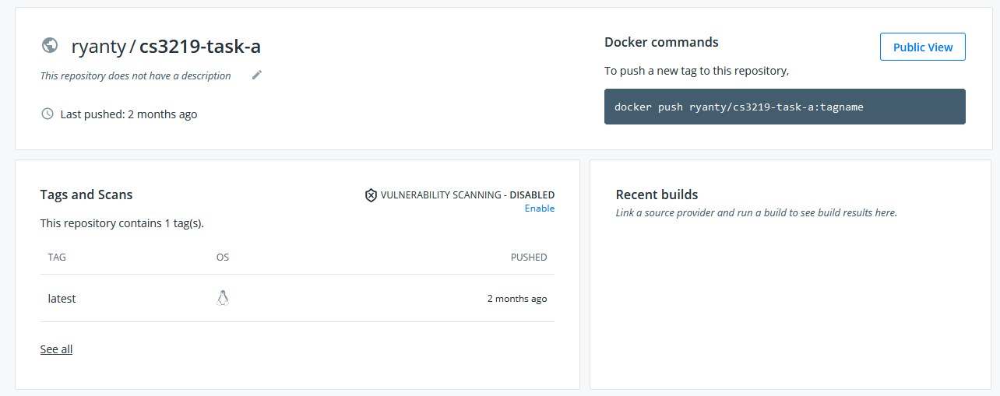 ryanty / cs3219-task-a
This repository does not have a description
Last pushed: 2 months ago
Docker commands
Public View
To push a new tag to this repository,
docker push ryanty/cs3219-task-a:tagname
Tags and Scans
VULNERABILITY SCANNING - DISABLED
Enable
This repository contains 1 tag(s).
TAG OS PUSHED
latest 2 months ago
See all
Recent builds
Link a source provider and run a build to see build results here.